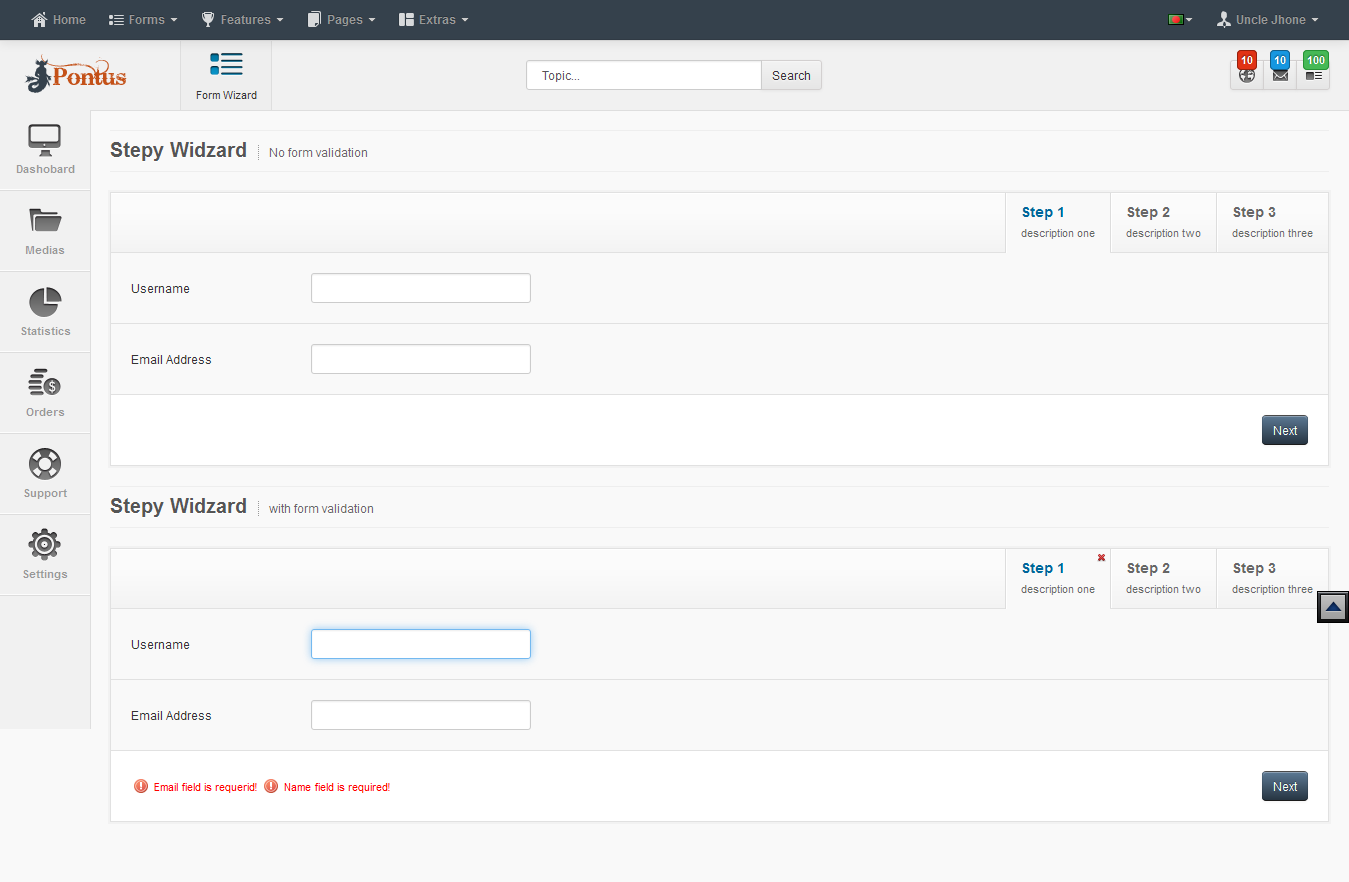 Home Forms Features Pages Extras Uncle Jhone
Pontus
Form Wizard
Topic... Search
10 10 100
Dashobard
Medias
Statistics
Orders
Support
Settings
Stepy Widzard No form validation
Step 1 Step 2 Step 3
description one description two description three
Username
Email Address
Next
Stepy Widzard with form validation
Step 1 Step 2 Step 3
description one description two description three
Username
Email Address
Email field is requerid! Name field is required!
Next